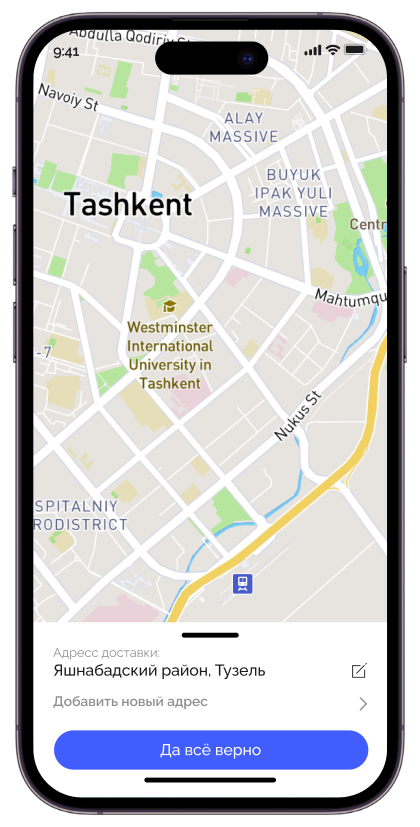 Abdulla Qodiriy St
9:41
Navoiy St
ALAY
MASSIVE
BUYUK
IPAK YULI
MASSIVE
Tashkent
Centr
Mahtumqu
Westminster
International
University in
Tashkent
-7
Nukus St
SPITALNIY
RODISTRICT
Адресс доставки:
Яшнабадский район, Тузель
Добавить новый адрес
Да всё верно